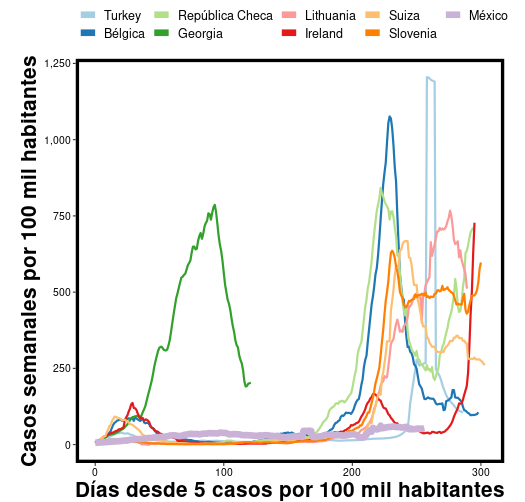 Turkey República Checa Lithuania Suiza México
Bélgica Georgia Ireland Slovenia
Casos semanales por 100 mil habitantes
1,250
1,000
750
500
250
0
0 100 200 300
Días desde 5 casos por 100 mil habitantes